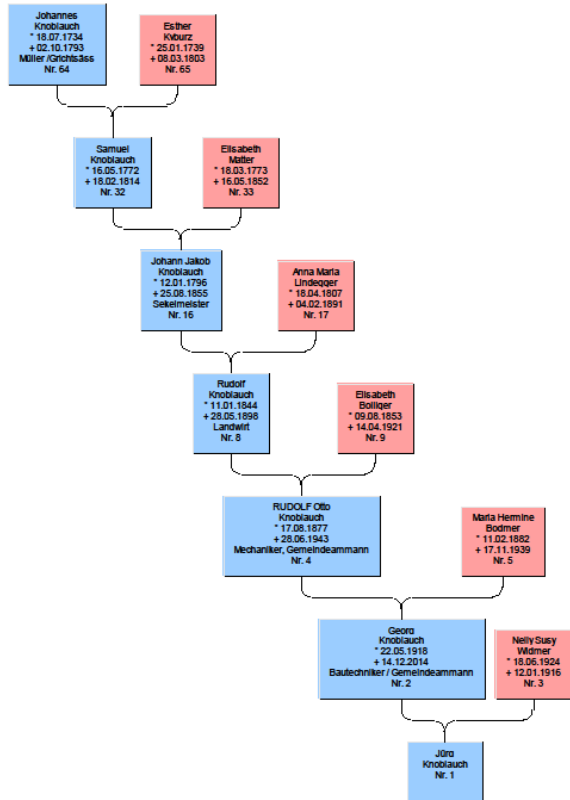 Johannes
Knoblauch
* 18.07.1734
+ 02.10.1793
Müller /Grichtsäss
Nr. 64
Esther
Kyburz
* 25.01.1739
+ 08.03.1803
Nr. 65
Samuel
Knoblauch
* 16.05.1772
+ 18.02.1814
Nr. 32
Elisabeth
Matter
* 18.03.1773
+ 16.05.1852
Nr. 33
Johann Jakob
Knoblauch
* 12.01.1796
+ 25.08.1855
Sekelmeister
Nr. 16
Anna Maria
Lindegger
* 18.04.1807
+ 04.02.1891
Nr. 17
Rudolf
Knoblauch
* 11.01.1844
+ 28.05.1898
Landwirt
Nr. 8
Elisabeth
Bolliger
* 09.08.1853
+ 14.04.1921
Nr. 9
RUDOLF Otto
Knoblauch
* 17.08.1877
+ 28.06.1943
Mechaniker, Gemeindeammann
Nr. 4
Maria Hermine
Bodmer
* 11.02.1882
+ 17.11.1939
Nr. 5
Georg
Knoblauch
* 22.05.1918
+ 14.12.2014
Bautechniker / Gemeindeammann
Nr. 2
Nelly Susy
Widmer
* 18.06.1924
+ 12.01.1916
Nr. 3
Jürg
Knoblauch
Nr. 1